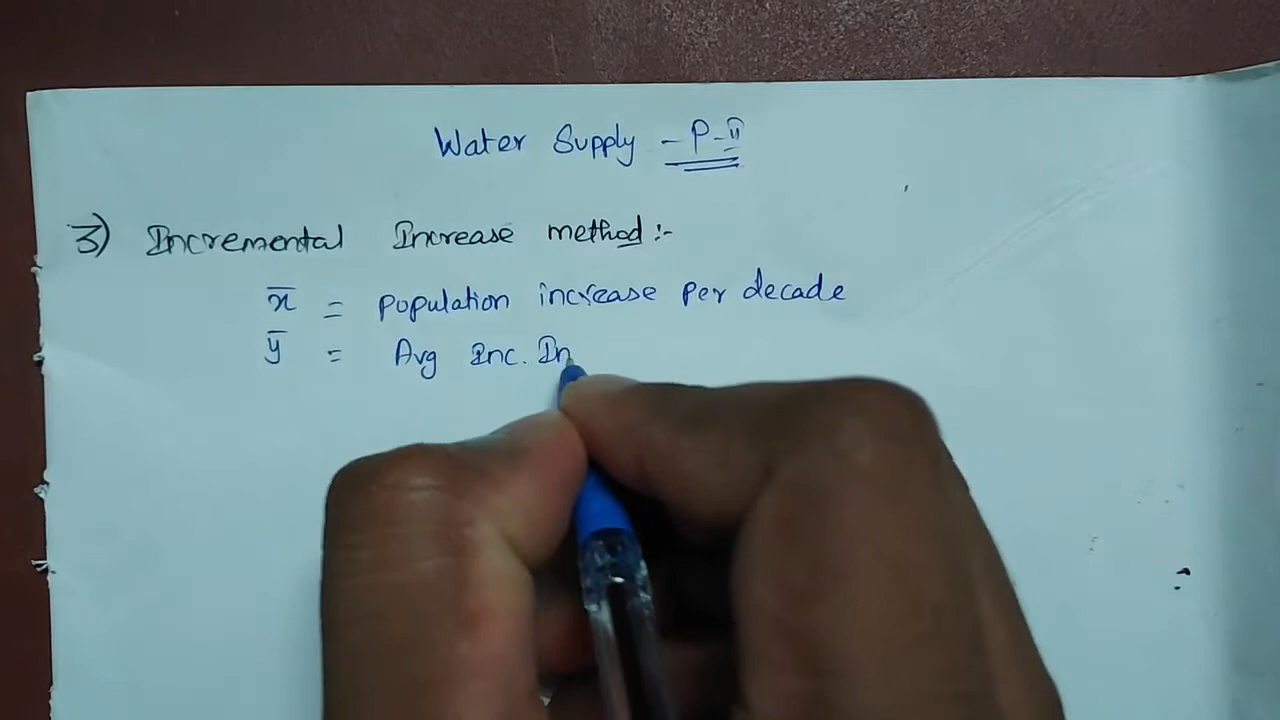 Water Supply - P-II
3) Incremental Increase method :-
x̅ = population increase per decade
y̅ = Avg Inc. In